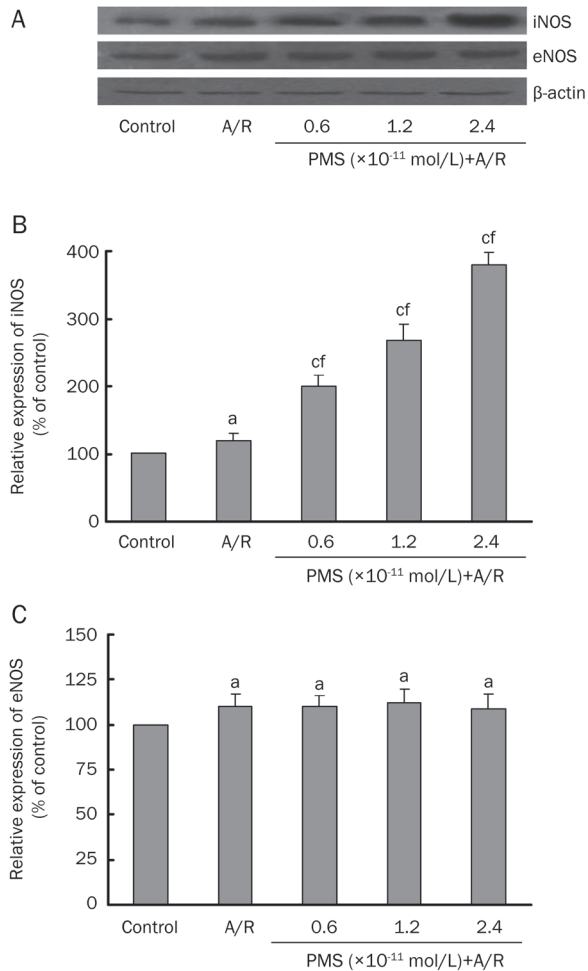 A
iNOS
eNOS
β-actin
Control A/R 0.6 1.2 2.4
PMS (×10⁻¹¹ mol/L)+A/R
B
Relative expression of iNOS
(% of control)
400
300
200
100
0
a
cf
cf
cf
Control A/R 0.6 1.2 2.4
PMS (×10⁻¹¹ mol/L)+A/R
C
Relative expression of eNOS
(% of control)
150
125
100
75
50
25
0
a
a
a
a
Control A/R 0.6 1.2 2.4
PMS (×10⁻¹¹ mol/L)+A/R